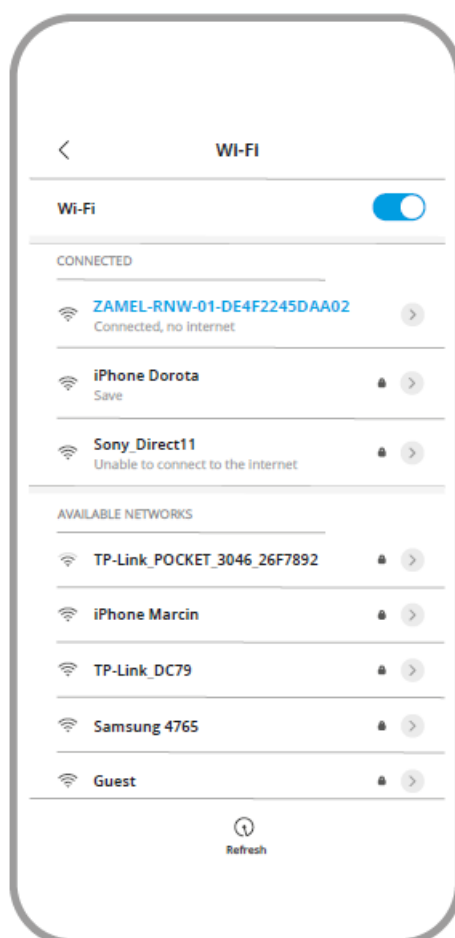 Wi-Fi
Wi-Fi
CONNECTED
ZAMEL-RNW-01-DE4F2245DAA02
Connected, no internet
iPhone Dorota
Save
Sony_Direct11
Unable to connect to the internet
AVAILABLE NETWORKS
TP-Link_POCKET_3046_26F7892
iPhone Marcin
TP-Link_DC79
Samsung 4765
Guest
Refresh